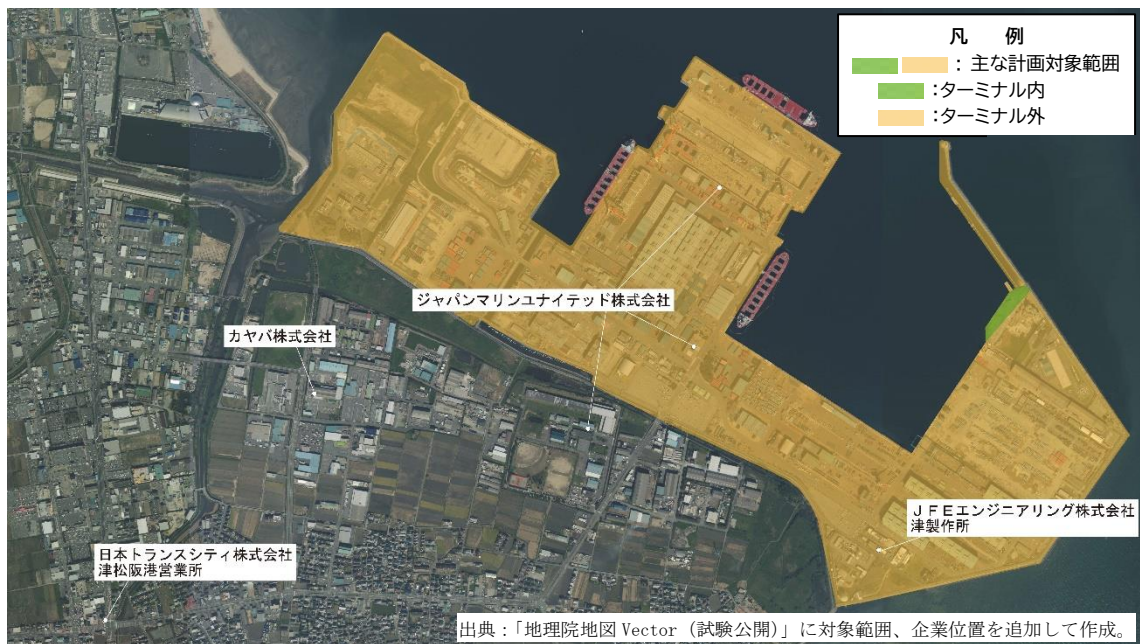 凡　例
： 主な計画対象範囲
：ターミナル内
：ターミナル外
ジャパンマリンユナイテッド株式会社
カヤバ株式会社
ＪＦＥエンジニアリング株式会社
津製作所
日本トランスシティ株式会社
津松阪港営業所
出典：「地理院地図 Vector（試験公開）」に対象範囲、企業位置を追加して作成。